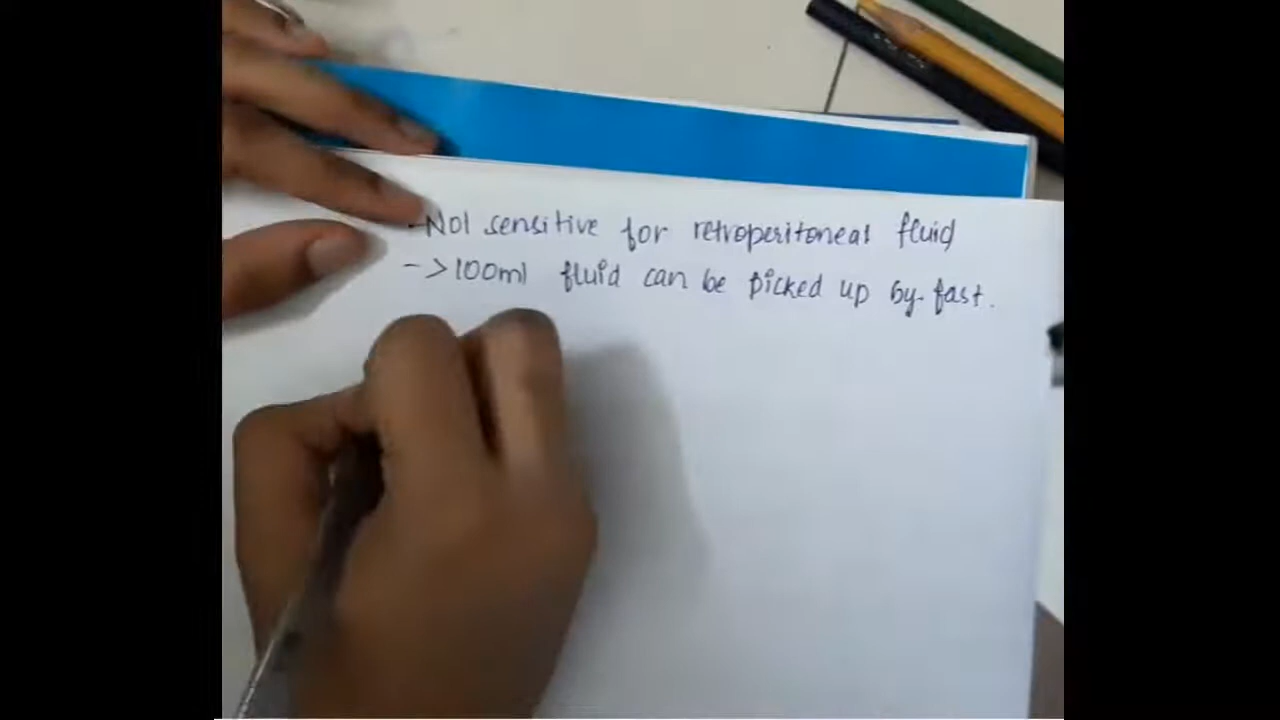 - Not sensitive for retroperitoneal fluid
- >100ml fluid can be picked up by fast.